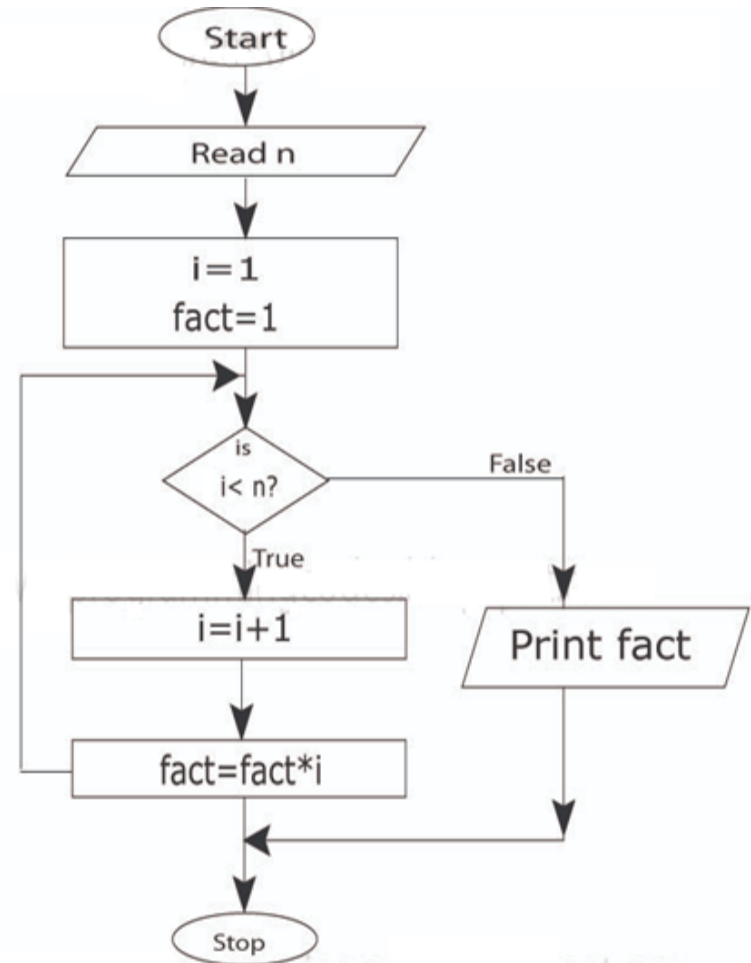 Start
Read n
i=1
fact=1
is
i< n?
False
True
i=i+1
Print fact
fact=fact*i
Stop